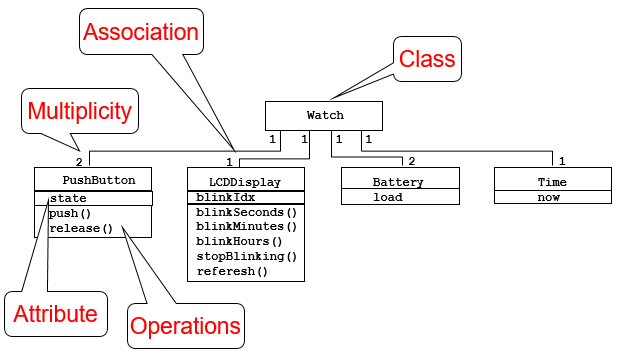 Association
Class
Multiplicity
Watch
1 1 1 1
2 1 2 1
PushButton
state
push()
release()
LCDDisplay
blinkIdx
blinkSeconds()
blinkMinutes()
blinkHours()
stopBlinking()
referesh()
Battery
load
Time
now
Attribute
Operations